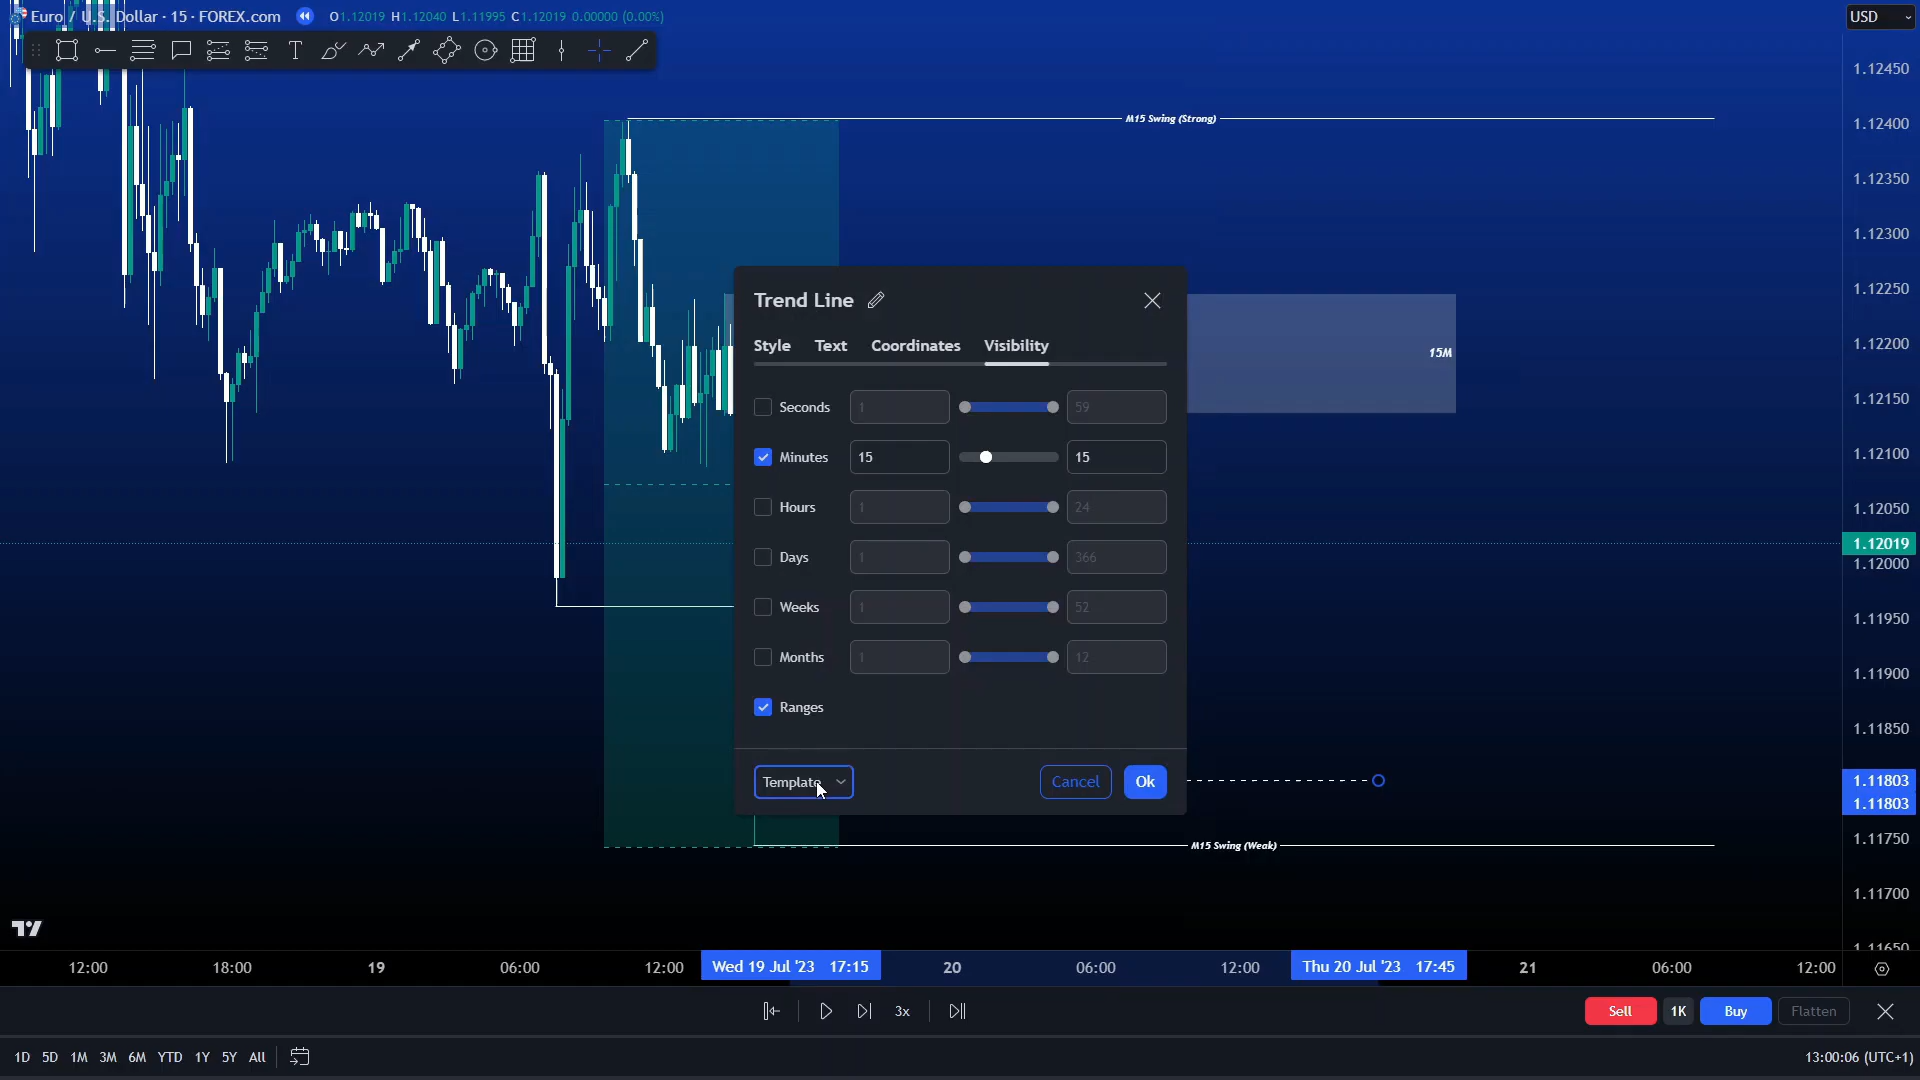 Euro / U.S. Dollar · 15 · FOREX.com O1.12019 H1.12040 L1.11995 C1.12019 0.00000 (0.00%)
USD
1.12450
M15 Swing (Strong)
1.12400
1.12350
1.12300
1.12250
1.12200
1.12150
1.12100
1.12050
1.12019
1.12000
1.11950
1.11900
1.11850
1.11803
1.11803
1.11750
1.11700
1.11650
15M
Trend Line
Style Text Coordinates Visibility
Seconds 1 59
Minutes 15 15
Hours 1 24
Days 1 366
Weeks 1 52
Months 1 12
Ranges
Template Cancel Ok
M15 Swing (Weak)
12:00 18:00 19 06:00 12:00 Wed 19 Jul '23 17:15 20 06:00 12:00 Thu 20 Jul '23 17:45 21 06:00 12:00
3x Sell 1K Buy Flatten
1D 5D 1M 3M 6M YTD 1Y 5Y All 13:00:06 (UTC+1)